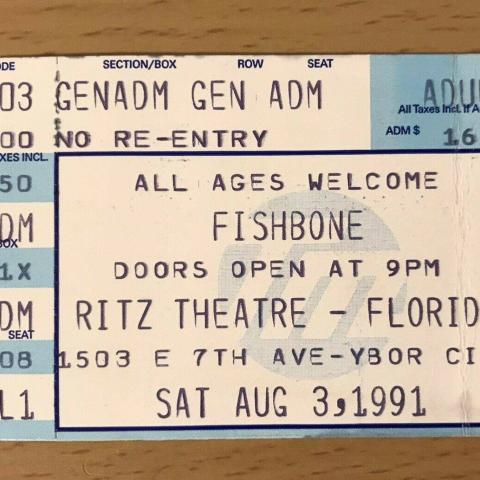 ODE SECTION/BOX ROW SEAT
03 GENADM GEN ADM ADU
All Taxes Incl. If A
00 NO RE-ENTRY ADM $ 16
XES INCL
50 ALL AGES WELCOME
DM FISHBONE
BOX
1X DOORS OPEN AT 9PM
DM RITZ THEATRE - FLORID
SEAT
08 1503 E 7TH AVE-YBOR CI
L1 SAT AUG 3,1991